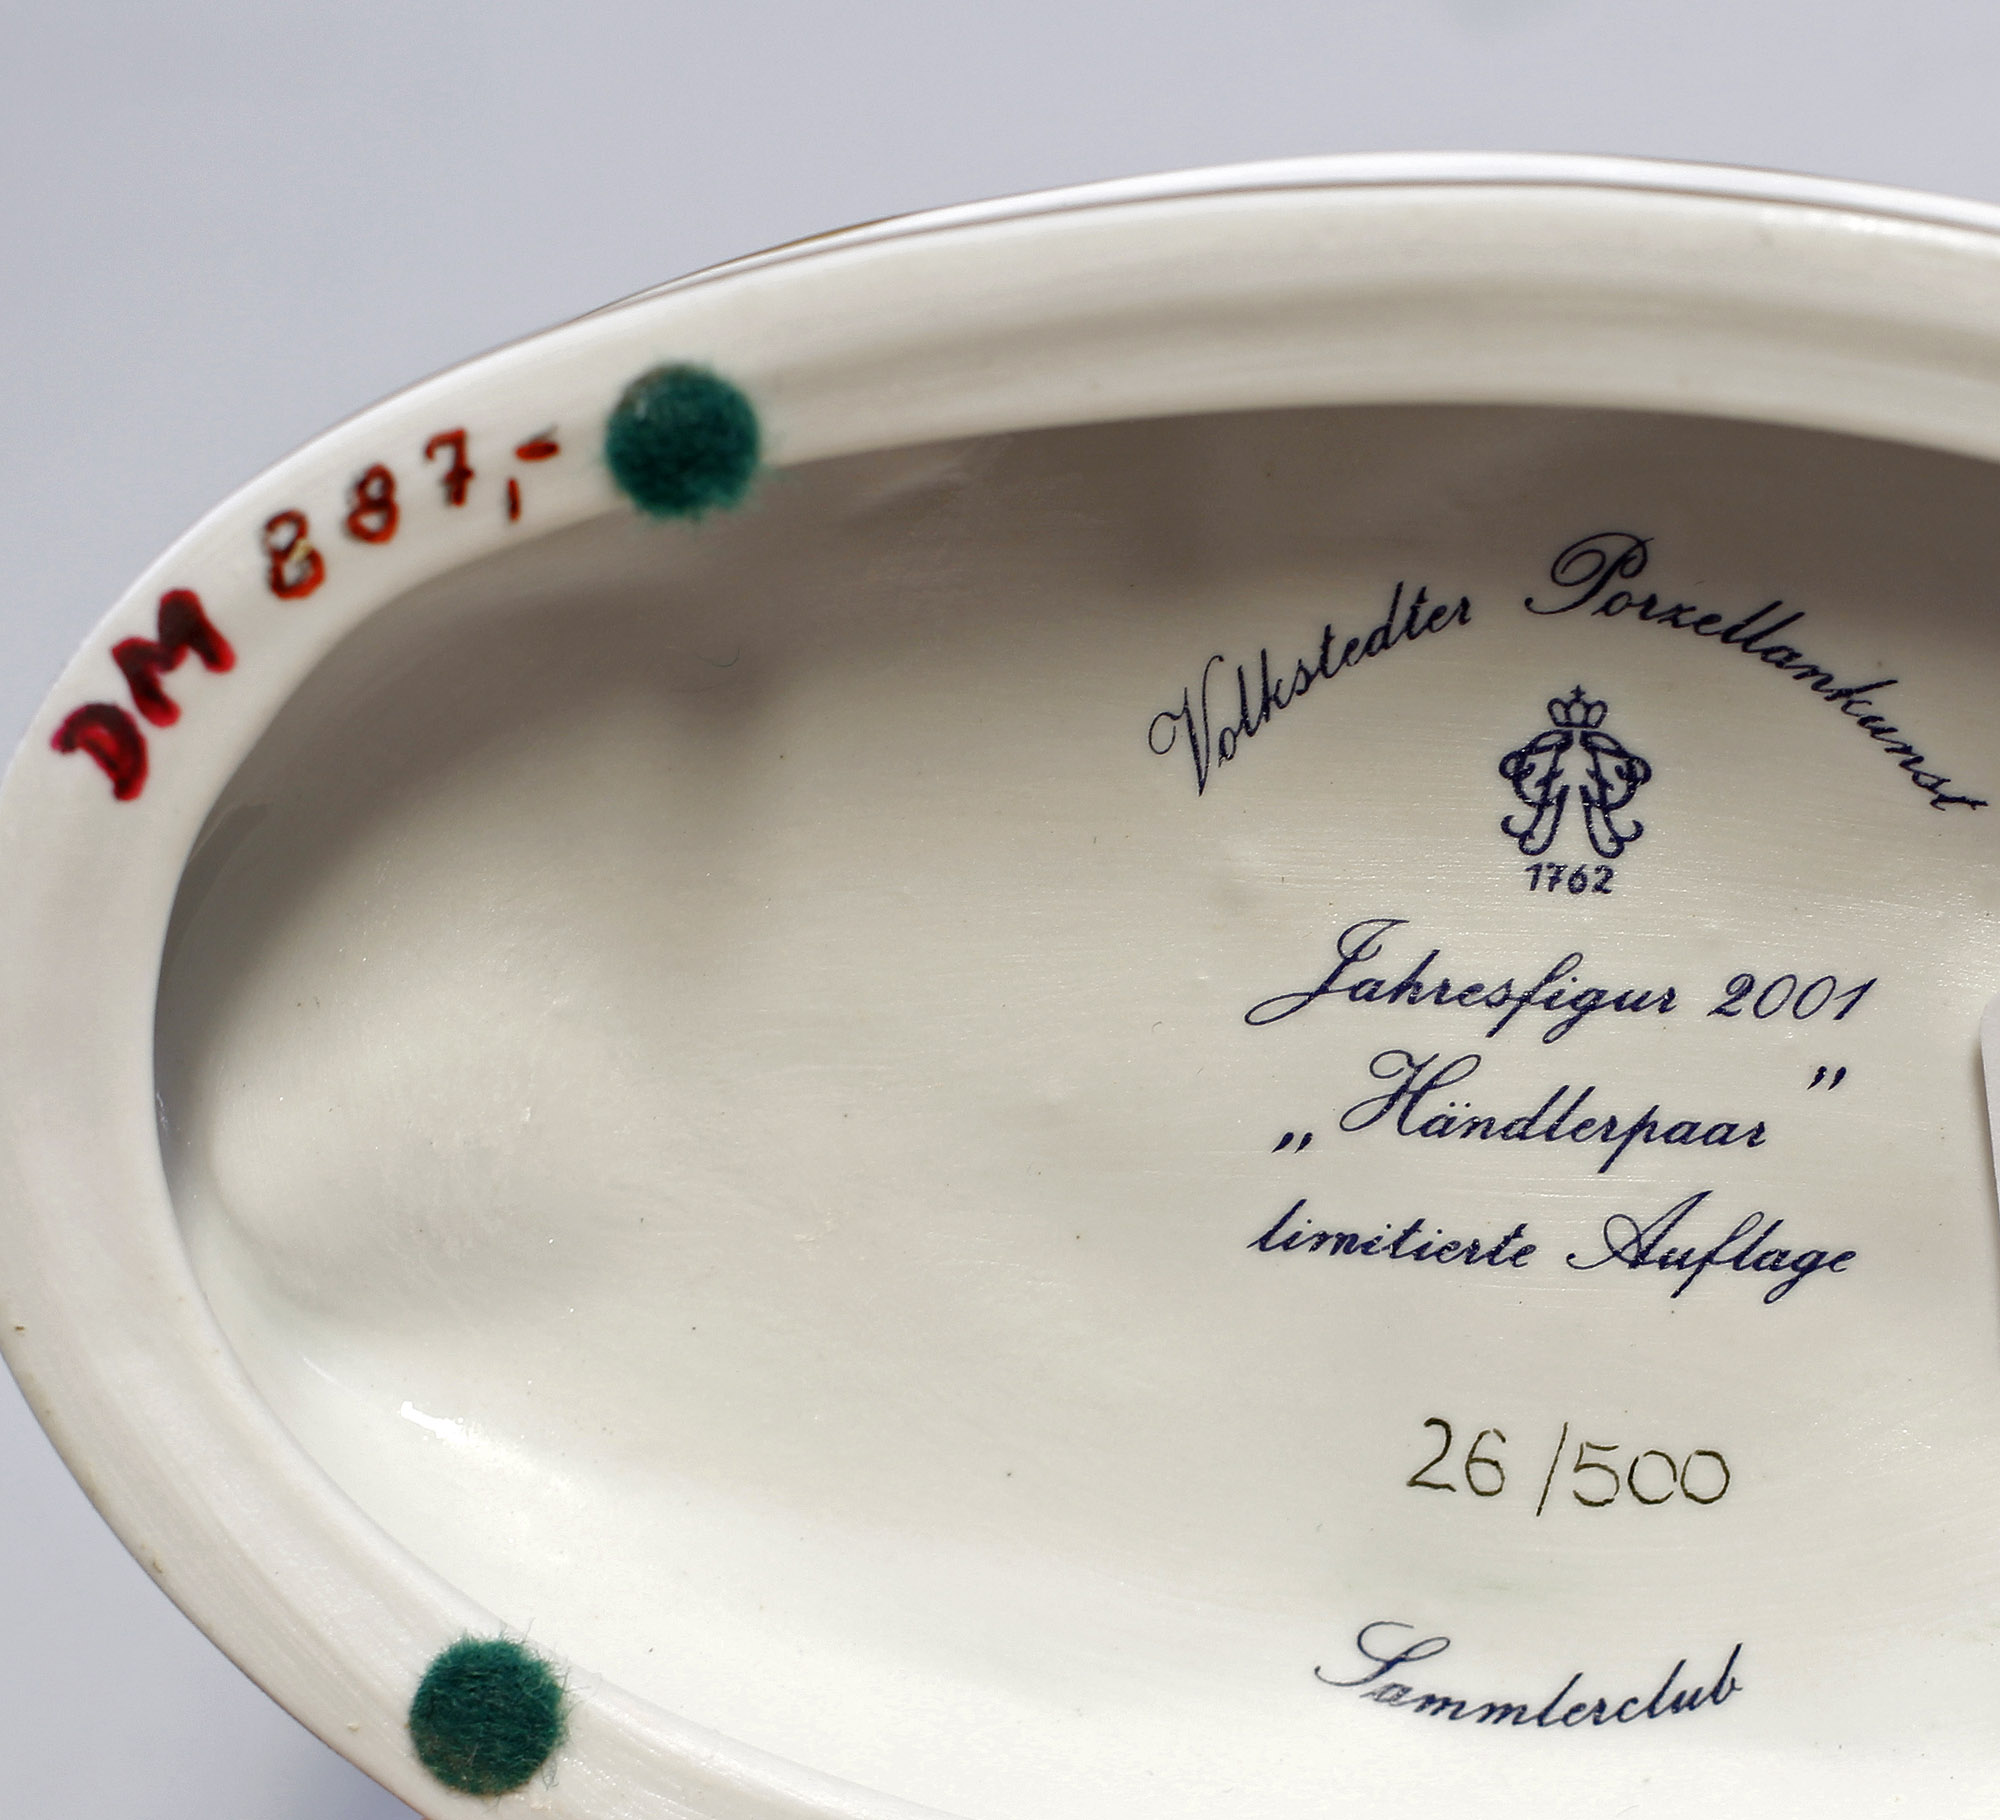 DM 887,-
Volkstedter Porzellankunst
1762
Jahresfigur 2001
„Händlerpaar”
limitierte Auflage
26/500
Sammlerclub